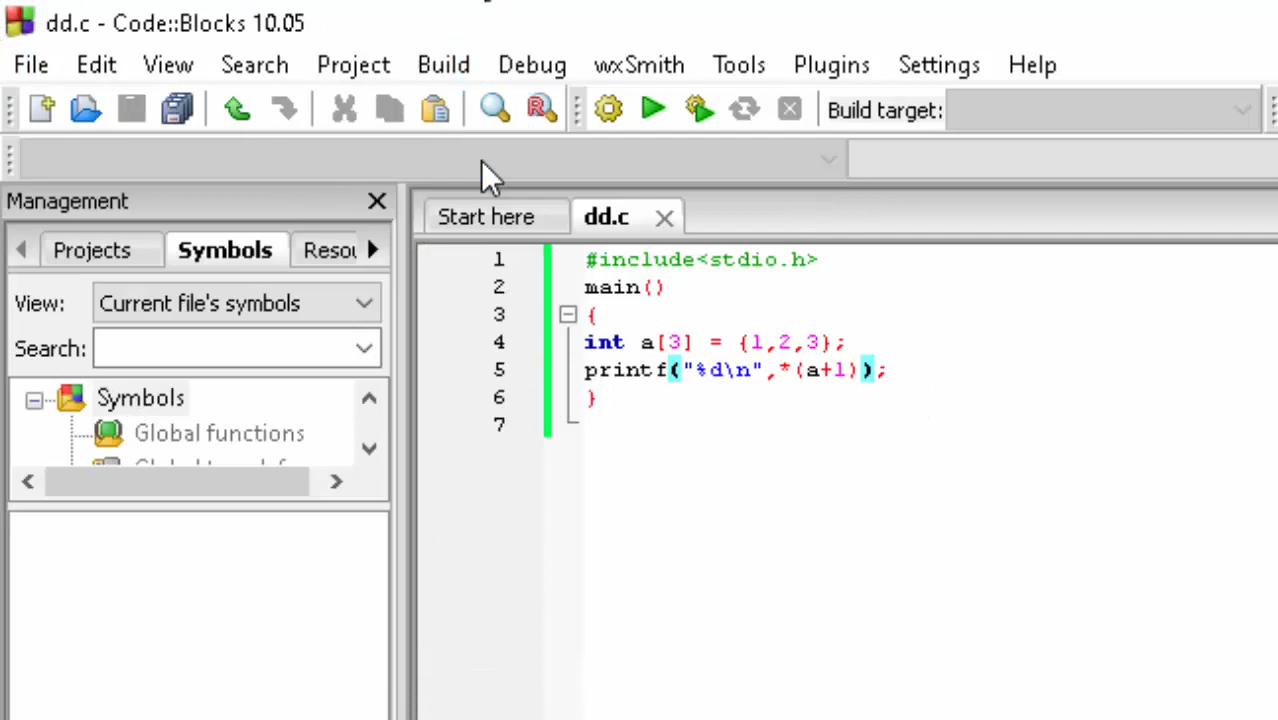 dd.c - Code::Blocks 10.05
File Edit View Search Project Build Debug wxSmith Tools Plugins Settings Help
Build target:
Management
Start here dd.c
Projects Symbols Resou
View: Current file's symbols
Search:
Symbols
Global functions
1 #include<stdio.h>
2 main()
3 {
4 int a[3] = {1,2,3};
5 printf("%d\n",*(a+1));
6 }
7